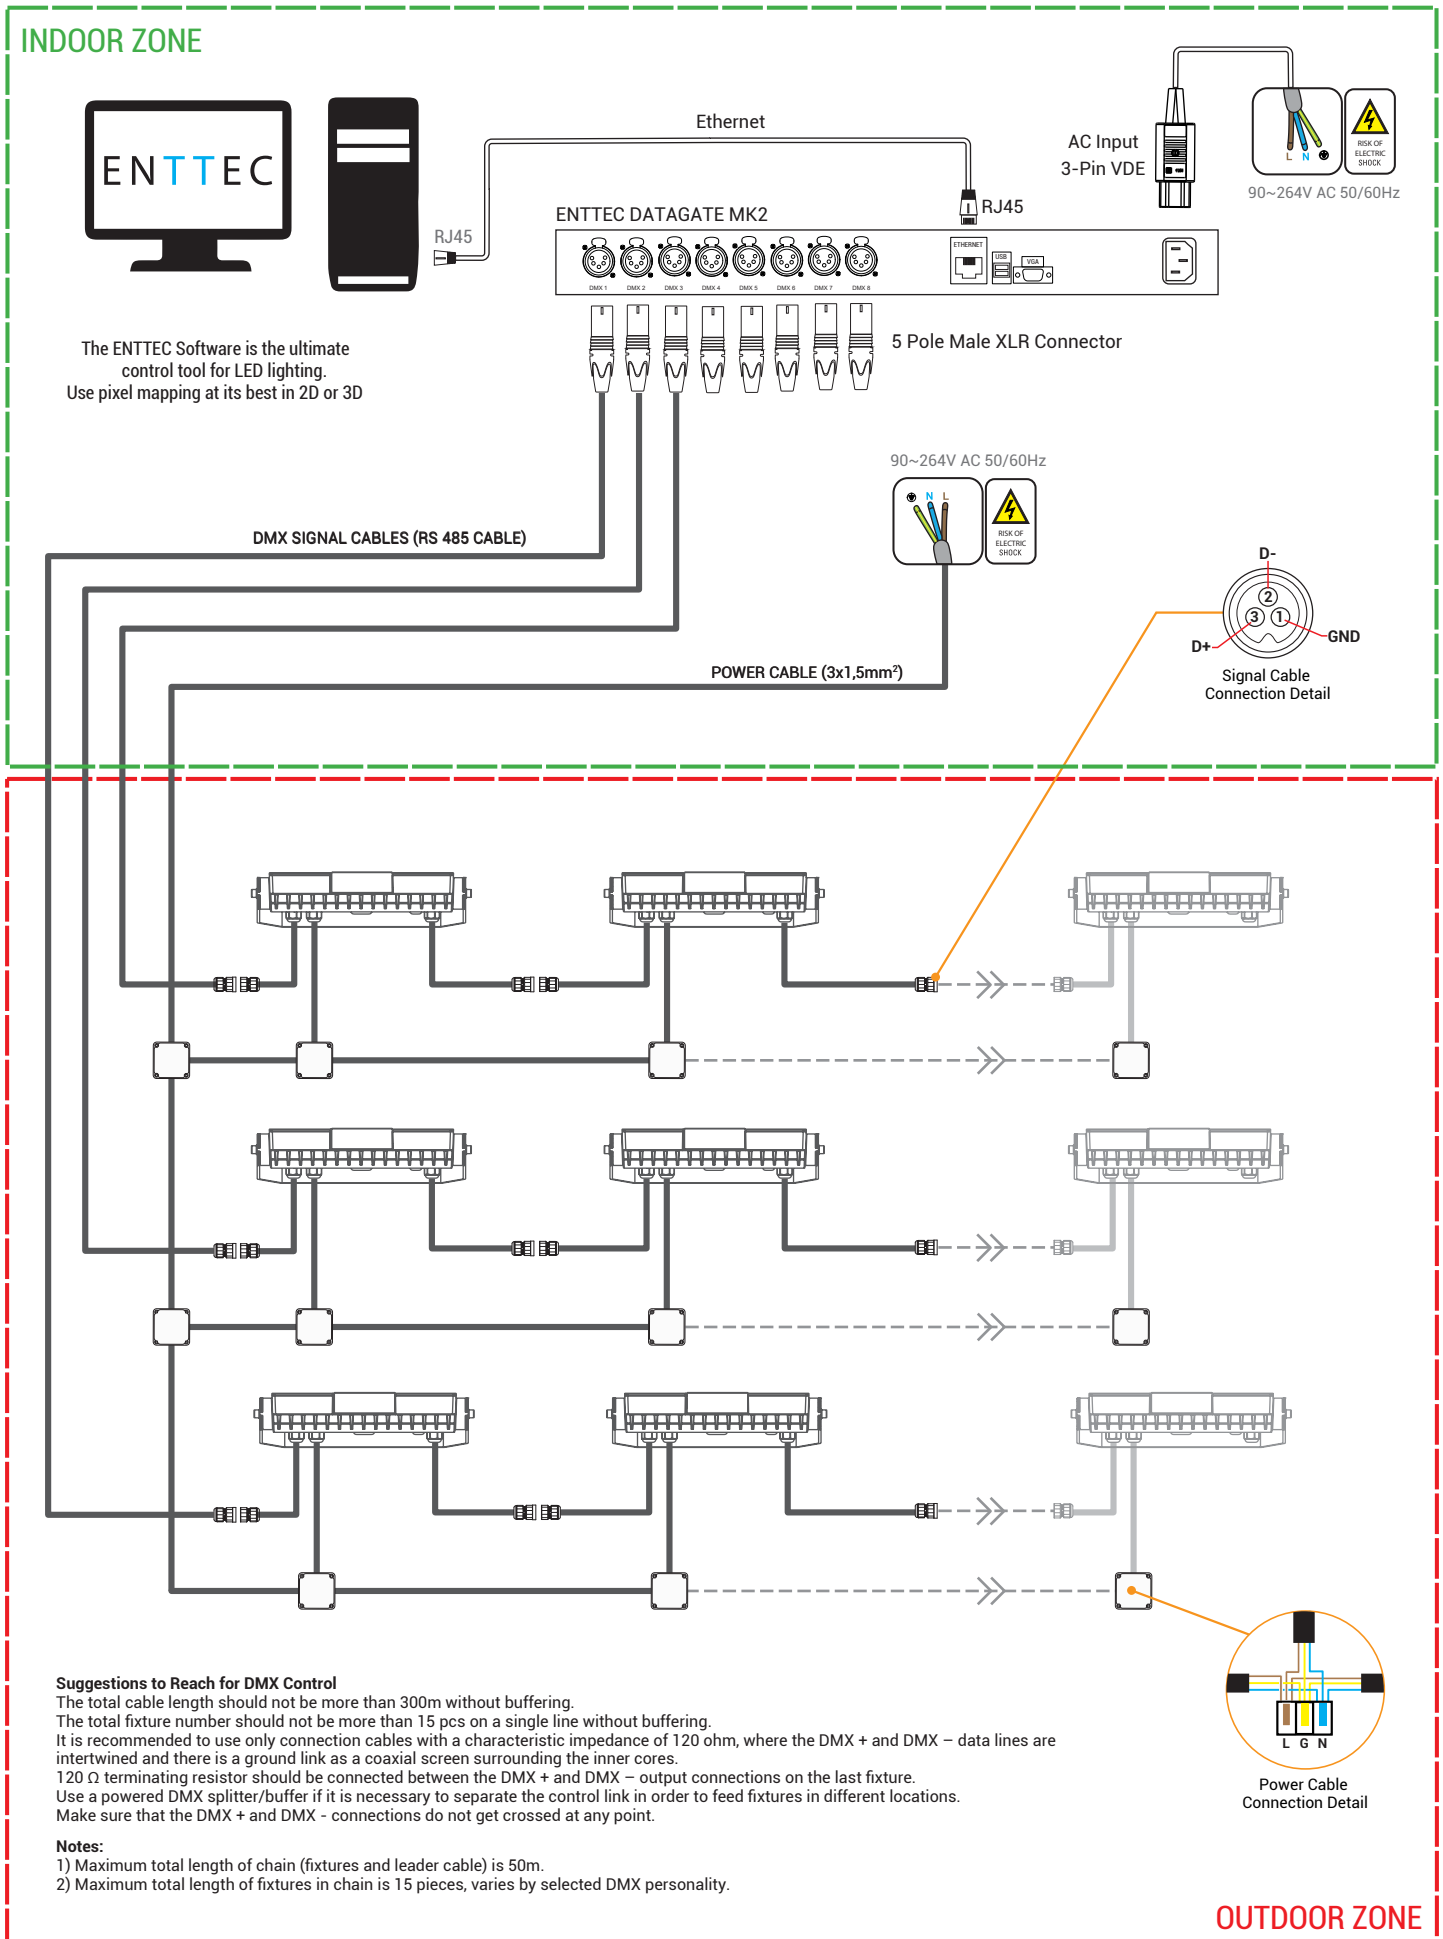 INDOOR ZONE
ENTTEC
Ethernet
RJ45
RJ45
AC Input
3-Pin VDE
L N
RISK OF
ELECTRIC
SHOCK
90~264V AC 50/60Hz
ENTTEC DATAGATE MK2
DMX 1 DMX 2 DMX 3 DMX 4 DMX 5 DMX 6 DMX 7 DMX 8
ETHERNET
USB
VGA
5 Pole Male XLR Connector
The ENTTEC Software is the ultimate
control tool for LED lighting.
Use pixel mapping at its best in 2D or 3D
90~264V AC 50/60Hz
N L
RISK OF
ELECTRIC
SHOCK
DMX SIGNAL CABLES (RS 485 CABLE)
D-
2
3 1
D+
GND
Signal Cable
Connection Detail
POWER CABLE (3x1,5mm²)
L G N
Power Cable
Connection Detail
Suggestions to Reach for DMX Control
The total cable length should not be more than 300m without buffering.
The total fixture number should not be more than 15 pcs on a single line without buffering.
It is recommended to use only connection cables with a characteristic impedance of 120 ohm, where the DMX + and DMX – data lines are
intertwined and there is a ground link as a coaxial screen surrounding the inner cores.
120 Ω terminating resistor should be connected between the DMX + and DMX – output connections on the last fixture.
Use a powered DMX splitter/buffer if it is necessary to separate the control link in order to feed fixtures in different locations.
Make sure that the DMX + and DMX - connections do not get crossed at any point.
Notes:
1) Maximum total length of chain (fixtures and leader cable) is 50m.
2) Maximum total length of fixtures in chain is 15 pieces, varies by selected DMX personality.
OUTDOOR ZONE